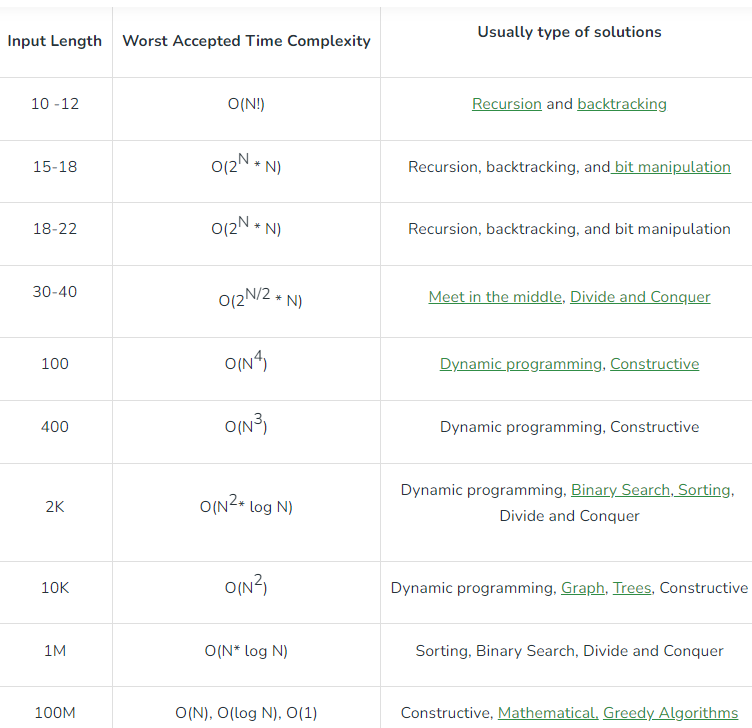 Input Length Worst Accepted Time Complexity Usually type of solutions
10 -12 O(N!) Recursion and backtracking
15-18 O(2^N * N) Recursion, backtracking, and bit manipulation
18-22 O(2^N * N) Recursion, backtracking, and bit manipulation
30-40 O(2^N/2 * N) Meet in the middle, Divide and Conquer
100 O(N^4) Dynamic programming, Constructive
400 O(N^3) Dynamic programming, Constructive
2K O(N^2* log N) Dynamic programming, Binary Search, Sorting,
Divide and Conquer
10K O(N^2) Dynamic programming, Graph, Trees, Constructive
1M O(N* log N) Sorting, Binary Search, Divide and Conquer
100M O(N), O(log N), O(1) Constructive, Mathematical, Greedy Algorithms